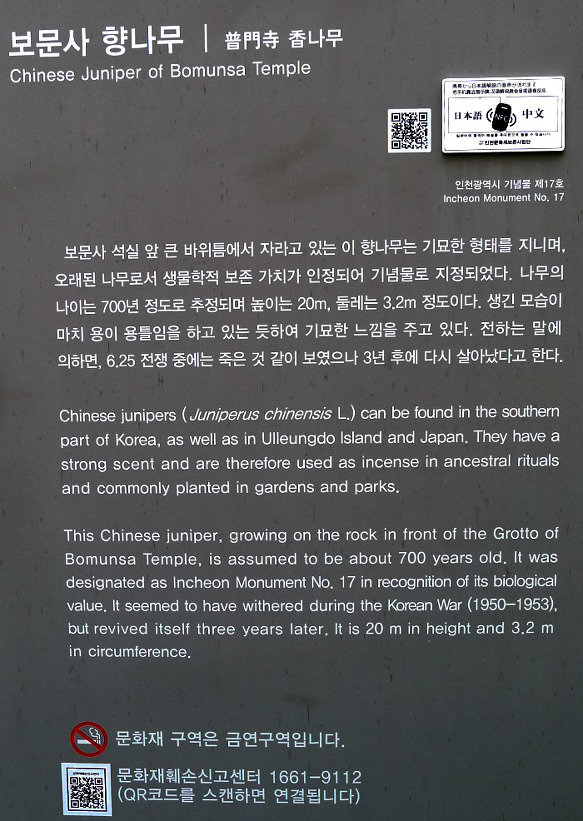 보문사 향나무 | 普門寺 香나무
Chinese Juniper of Bomunsa Temple
日本語
NFC
中文
인천광역시 기념물 제17호
Incheon Monument No. 17
보문사 석실 앞 큰 바위틈에서 자라고 있는 이 향나무는 기묘한 형태를 지니며,
오래된 나무로서 생물학적 보존 가치가 인정되어 기념물로 지정되었다. 나무의
나이는 700년 정도로 추정되며 높이는 20m, 둘레는 3.2m 정도이다. 생긴 모습이
마치 용이 용틀임을 하고 있는 듯하여 기묘한 느낌을 주고 있다. 전하는 말에
의하면, 6.25 전쟁 중에는 죽은 것 같이 보였으나 3년 후에 다시 살아났다고 한다.
Chinese junipers (Juniperus chinensis L.) can be found in the southern
part of Korea, as well as in Ulleungdo Island and Japan. They have a
strong scent and are therefore used as incense in ancestral rituals
and commonly planted in gardens and parks.
This Chinese juniper, growing on the rock in front of the Grotto of
Bomunsa Temple, is assumed to be about 700 years old. It was
designated as Incheon Monument No. 17 in recognition of its biological
value. It seemed to have withered during the Korean War (1950-1953),
but revived itself three years later. It is 20 m in height and 3.2 m
in circumference.
문화재 구역은 금연구역입니다.
문화재훼손신고센터 1661-9112
(QR코드를 스캔하면 연결됩니다)